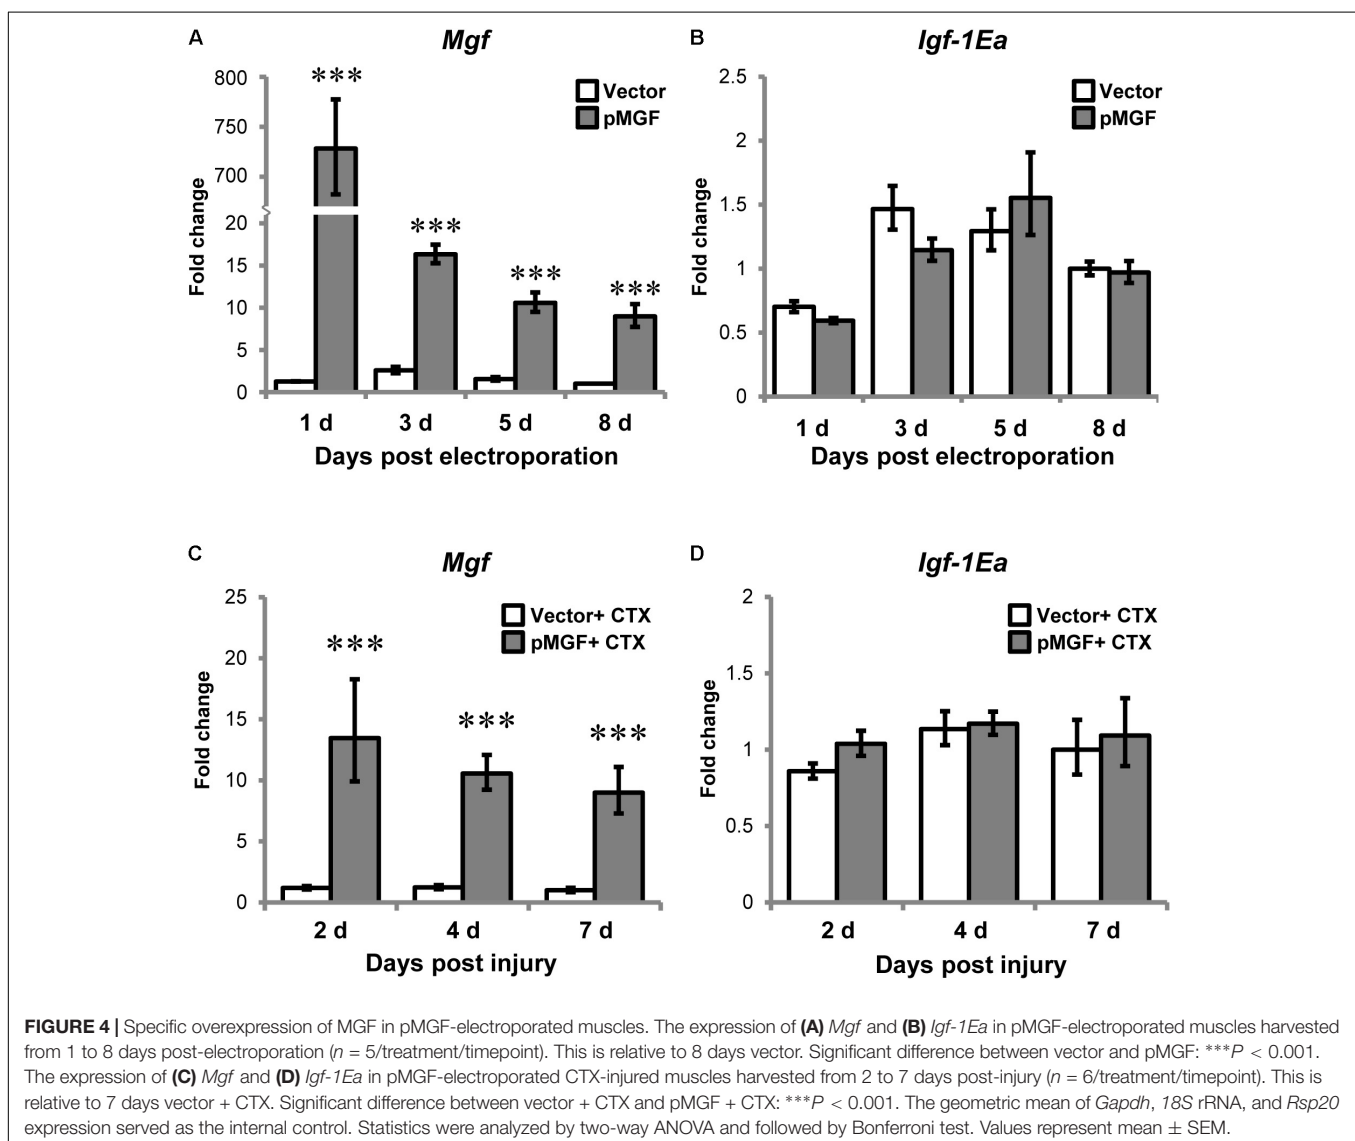 A
Mgf
***
Vector
pMGF
800
750
700
20
15
10
5
0
Fold change
***
***
***
1 d 3 d 5 d 8 d
Days post electroporation
B
Igf-1Ea
Vector
pMGF
2.5
2
1.5
1
0.5
0
Fold change
1 d 3 d 5 d 8 d
Days post electroporation
C
Mgf
Vector+ CTX
pMGF+ CTX
25
20
15
10
5
0
Fold change
***
***
***
2 d 4 d 7 d
Days post injury
D
Igf-1Ea
Vector+ CTX
pMGF+ CTX
2
1.5
1
0.5
0
Fold change
2 d 4 d 7 d
Days post injury
FIGURE 4 | Specific overexpression of MGF in pMGF-electroporated muscles. The expression of (A) Mgf and (B) Igf-1Ea in pMGF-electroporated muscles harvested
from 1 to 8 days post-electroporation (n = 5/treatment/timepoint). This is relative to 8 days vector. Significant difference between vector and pMGF: ***P < 0.001.
The expression of (C) Mgf and (D) Igf-1Ea in pMGF-electroporated CTX-injured muscles harvested from 2 to 7 days post-injury (n = 6/treatment/timepoint). This is
relative to 7 days vector + CTX. Significant difference between vector + CTX and pMGF + CTX: ***P < 0.001. The geometric mean of Gapdh, 18S rRNA, and Rsp20
expression served as the internal control. Statistics were analyzed by two-way ANOVA and followed by Bonferroni test. Values represent mean ± SEM.